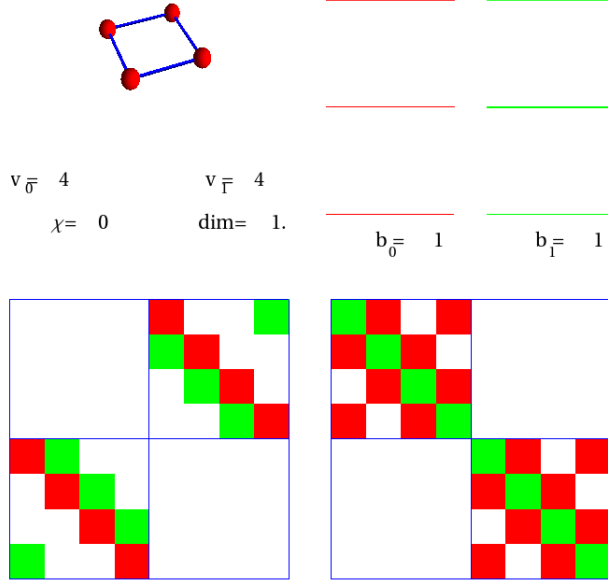 v₀= 4 v₁= 4
χ= 0 dim= 1.
b₀= 1 b₁= 1